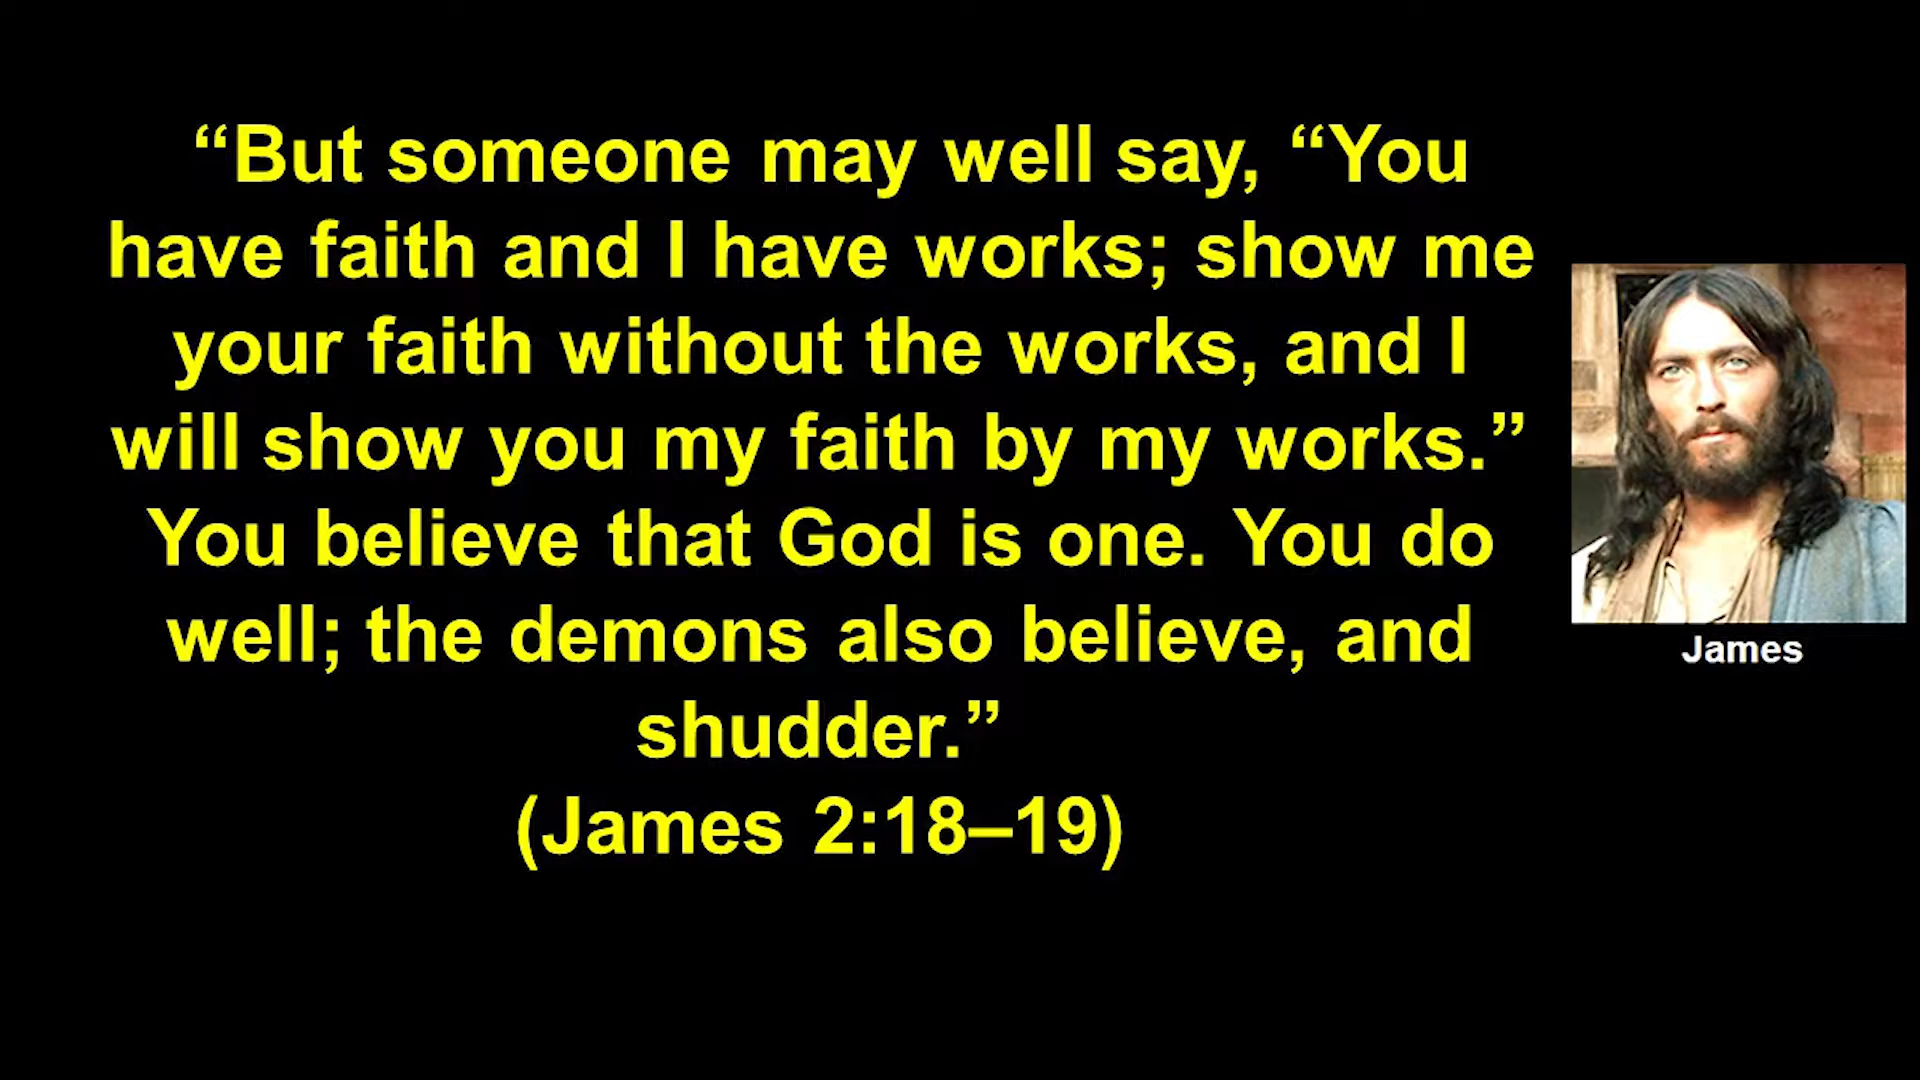 “But someone may well say, “You
have faith and I have works; show me
your faith without the works, and I
will show you my faith by my works.”
You believe that God is one. You do
well; the demons also believe, and
shudder.”
(James 2:18–19)
James